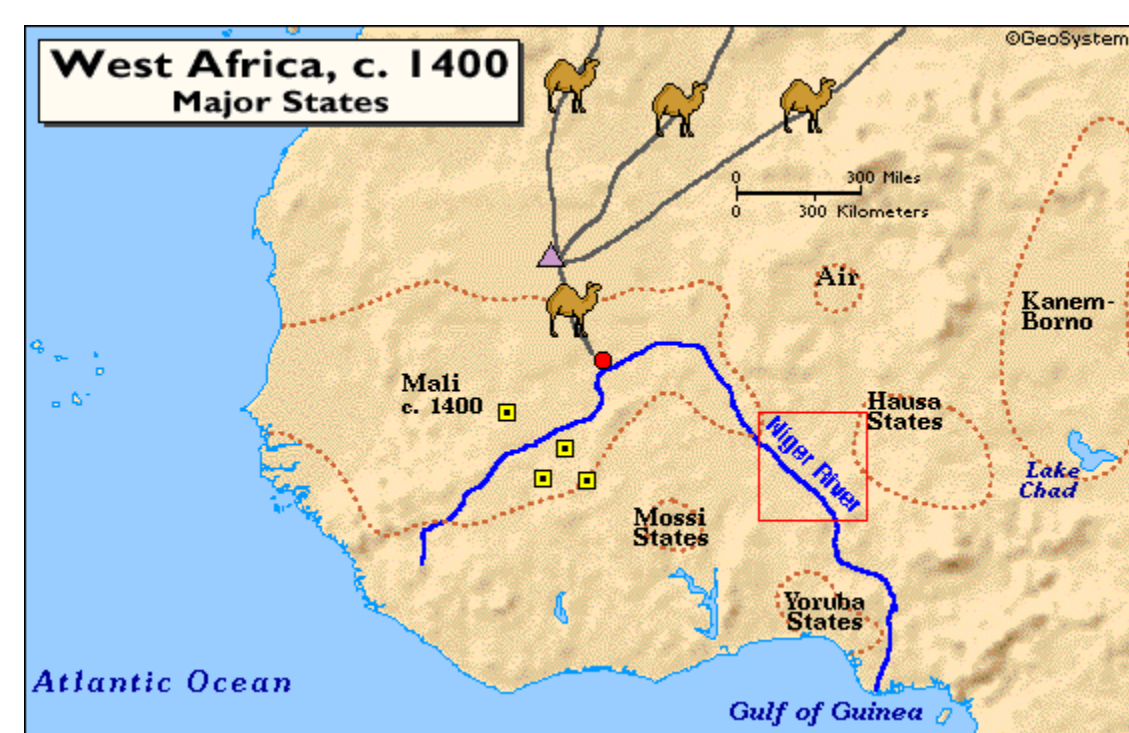 West Africa, c. 1400
Major States
©GeoSystem
0 300 Miles
0 300 Kilometers
Air
Kanem-
Borno
Mali
c. 1400
Hausa
States
Niger River
Lake
Chad
Mossi
States
Yoruba
States
Atlantic Ocean
Gulf of Guinea